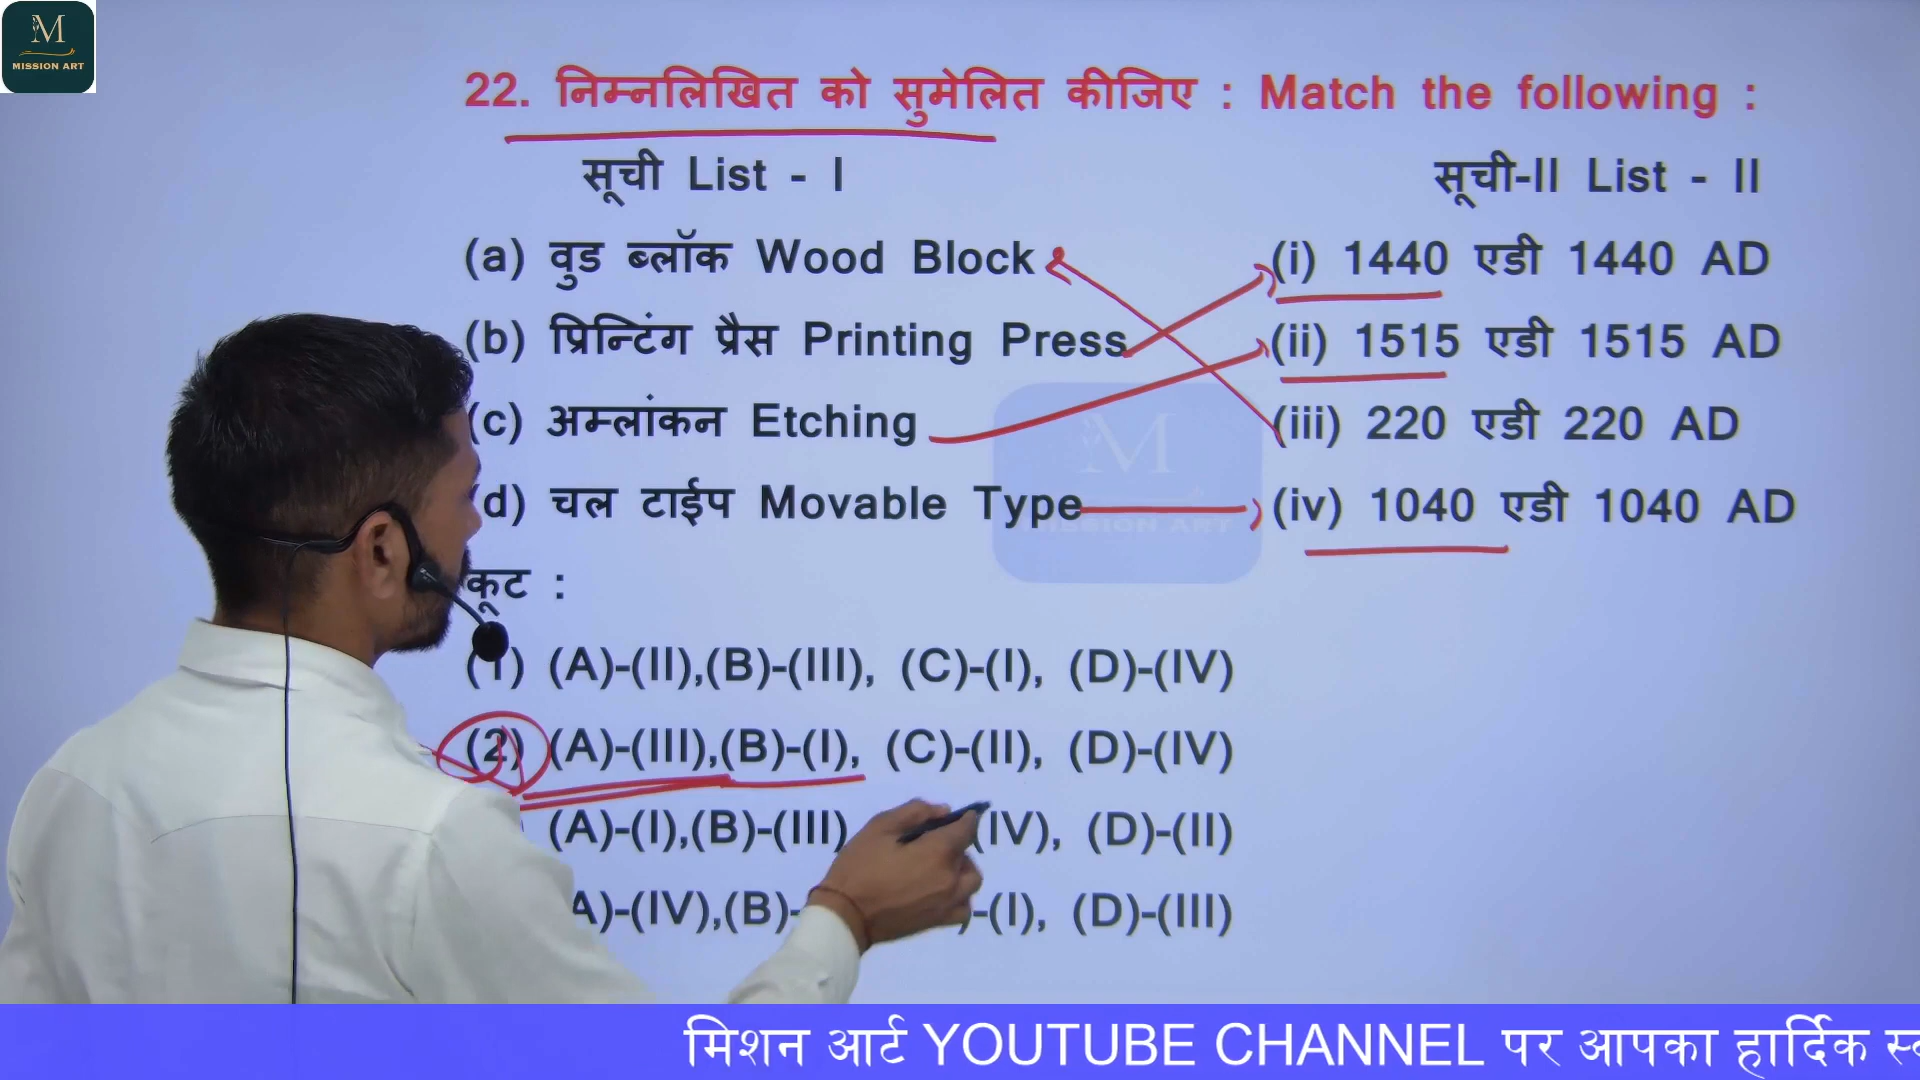 M
MISSION ART
22. निम्नलिखित को सुमेलित कीजिए : Match the following :
सूची List - I
सूची-II List - II
(a) वुड ब्लॉक Wood Block
(i) 1440 एडी 1440 AD
(b) प्रिन्टिंग प्रैस Printing Press
(ii) 1515 एडी 1515 AD
(c) अम्लांकन Etching
(iii) 220 एडी 220 AD
(d) चल टाईप Movable Type
(iv) 1040 एडी 1040 AD
M
MISSION ART
कूट :
(1) (A)-(II),(B)-(III), (C)-(I), (D)-(IV)
(2) (A)-(III),(B)-(I), (C)-(II), (D)-(IV)
(A)-(I),(B)-(III) (IV), (D)-(II)
A)-(IV),(B)- )-(I), (D)-(III)
मिशन आर्ट YOUTUBE CHANNEL पर आपका हार्दिक